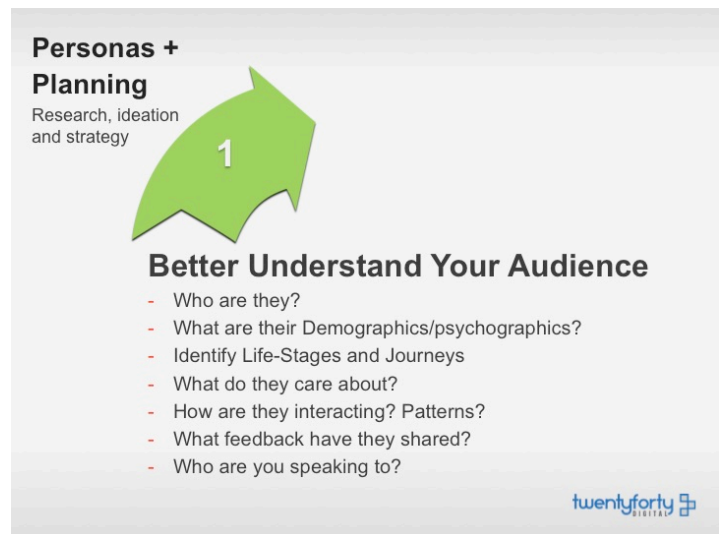 Personas +
Planning
Research, ideation
and strategy
1
Better Understand Your Audience
- Who are they?
- What are their Demographics/psychographics?
- Identify Life-Stages and Journeys
- What do they care about?
- How are they interacting? Patterns?
- What feedback have they shared?
- Who are you speaking to?
twentyforty
DIGITAL